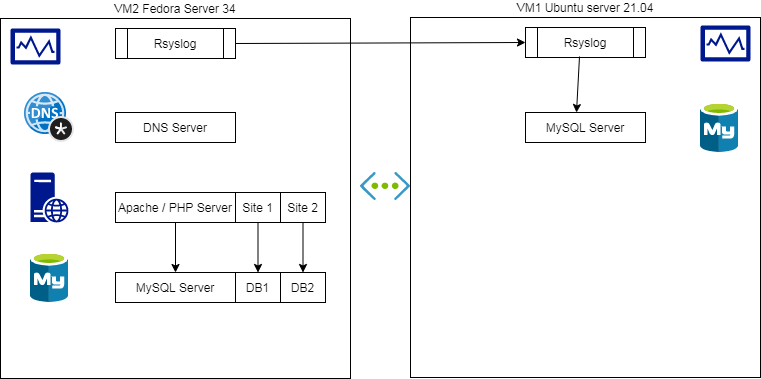 VM2 Fedora Server 34
VM1 Ubuntu server 21.04
Rsyslog
Rsyslog
DNS
*
DNS Server
MySQL Server
My
Apache / PHP Server
Site 1
Site 2
My
MySQL Server
DB1
DB2